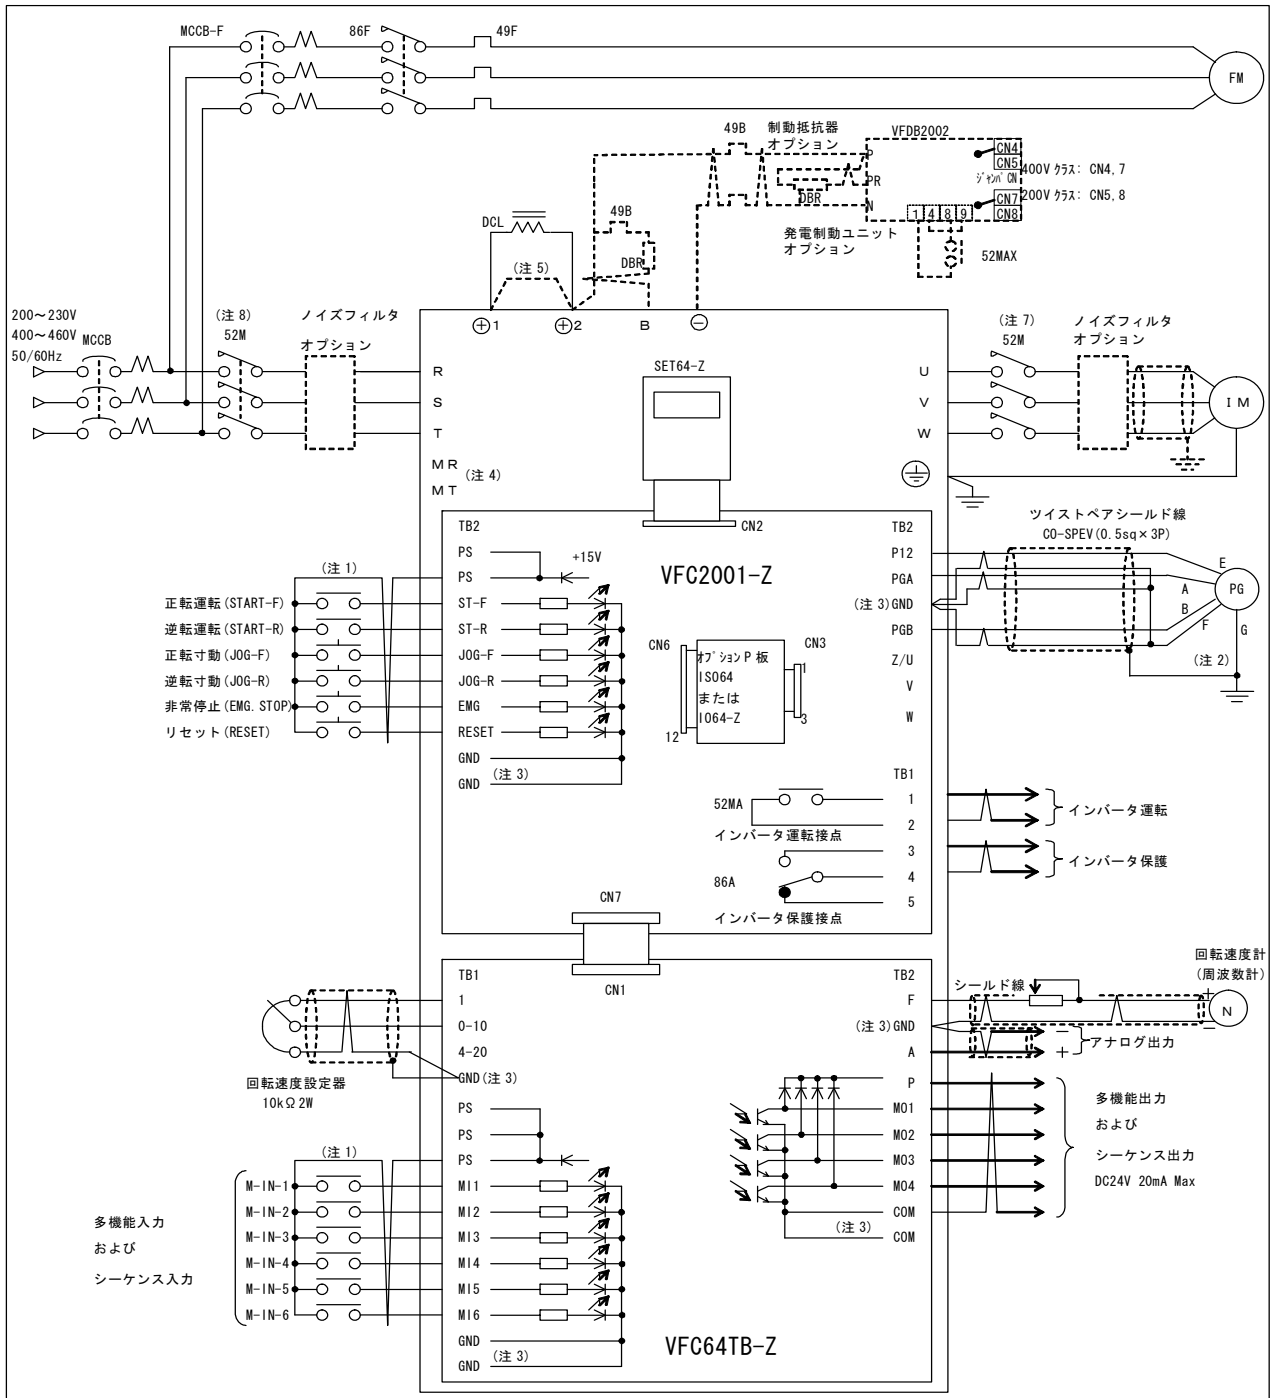 MCCB-F
86F
49F
FM
49B
制動抵抗器
オプション
VFDB2002
P
PR
N
DBR
CN4
CN5
ジャンパ CN
CN7
CN8
400V クラス: CN4,7
200V クラス: CN5,8
1 4 8 9
発電制動ユニット
オプション
52MAX
DCL
(注 5)
49B
DBR
200～230V
400～460V
50/60Hz
MCCB
(注 8)
52M
ノイズフィルタ
オプション
⊕1
⊕2
B
⊖
(注 7)
52M
ノイズフィルタ
オプション
R
S
T
MR
MT
(注 4)
SET64-Z
U
V
W
IM
CN2
TB2
PS
PS
+15V
VFC2001-Z
(注 1)
正転運転(START-F)
ST-F
逆転運転(START-R)
ST-R
正転寸動(JOG-F)
JOG-F
逆転寸動(JOG-R)
JOG-R
非常停止(EMG.STOP)
EMG
リセット(RESET)
RESET
GND
GND
(注 3)
CN6
オプションP 板
ISO64
または
IO64-Z
CN3
1
3
12
TB2
P12
PGA
(注 3)GND
PGB
Z/U
V
W
ツイストペアシールド線
CO-SPEV(0.5sq×3P)
E
A
B
F
G
PG
(注 2)
TB1
52MA
1
2
インバータ運転接点
インバータ運転
3
86A
4
5
インバータ保護接点
インバータ保護
CN7
CN1
TB1
1
0-10
4-20
GND(注 3)
回転速度設定器
10kΩ2W
PS
PS
PS
(注 1)
M-IN-1
MI1
M-IN-2
MI2
M-IN-3
MI3
M-IN-4
MI4
M-IN-5
MI5
M-IN-6
MI6
GND
GND
(注 3)
多機能入力
および
シーケンス入力
VFC64TB-Z
TB2
F
(注 3)GND
A
シールド線
回転速度計
(周波数計)
+
N
−
−
+
アナログ出力
P
MO1
MO2
MO3
MO4
COM
(注 3)
COM
多機能出力
および
シーケンス出力
DC24V 20mA Max